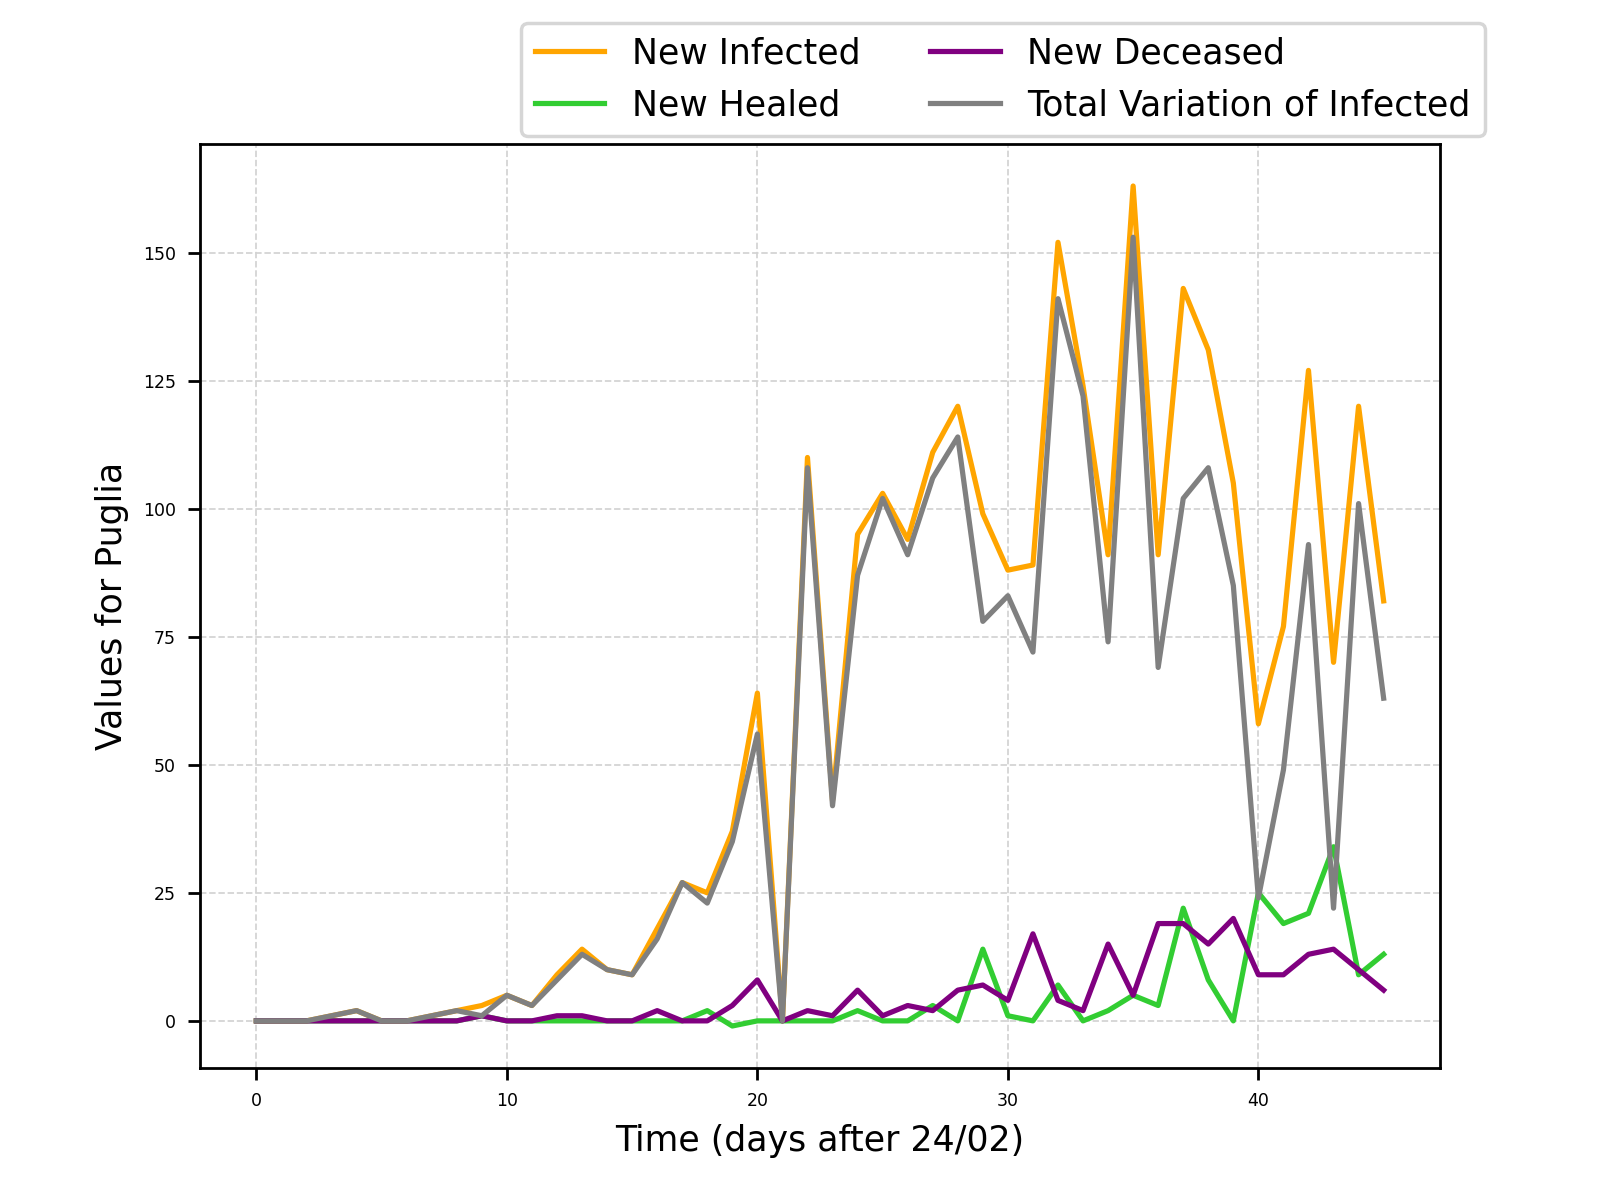 New Infected
New Healed
New Deceased
Total Variation of Infected
Values for Puglia
150
125
100
75
50
25
0
0 10 20 30 40
Time (days after 24/02)